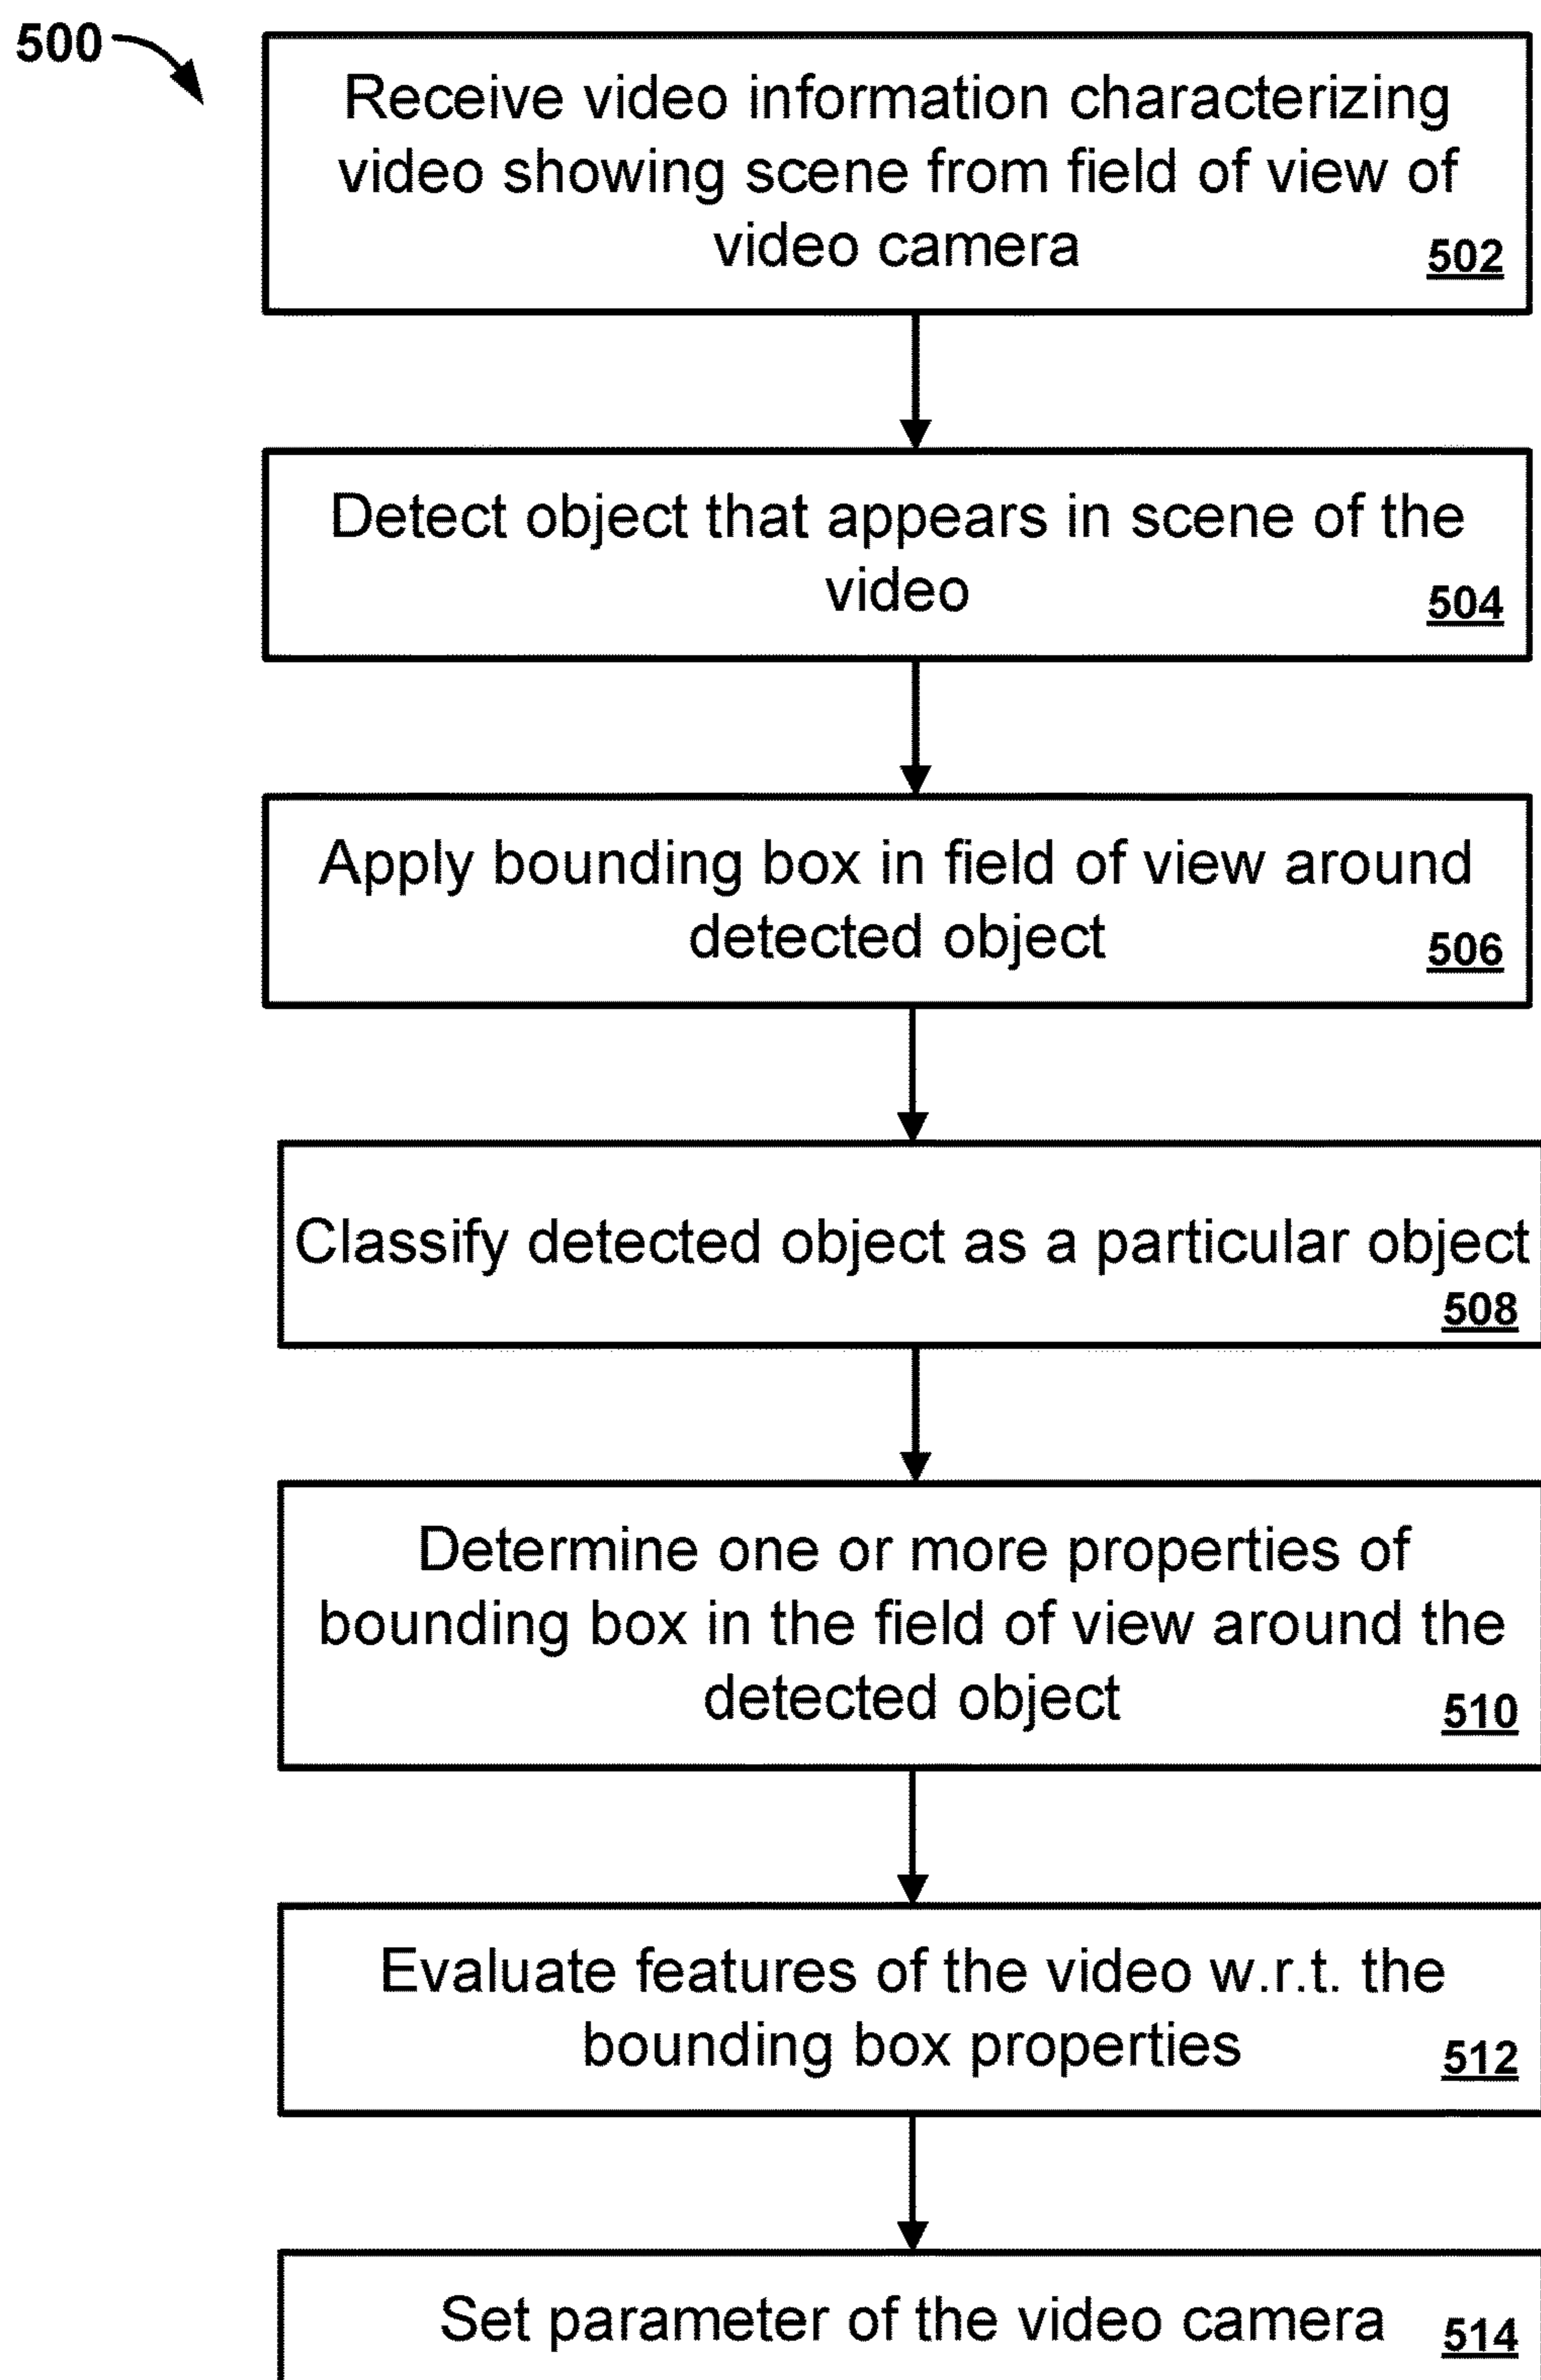 500
Receive video information characterizing
video showing scene from field of view of
video camera
502
Detect object that appears in scene of the
video
504
Apply bounding box in field of view around
detected object
506
Classify detected object as a particular object
508
Determine one or more properties of
bounding box in the field of view around the
detected object
510
Evaluate features of the video w.r.t. the
bounding box properties
512
Set parameter of the video camera
514